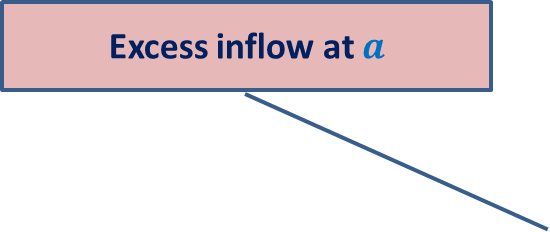 Excess inflow at 𝒂